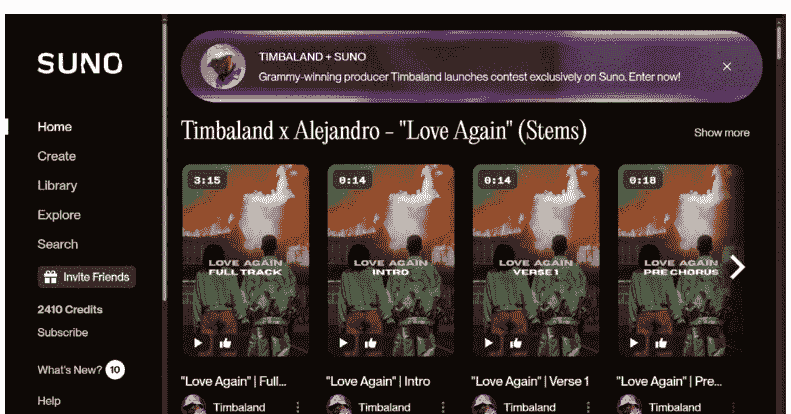 SUNO
Home
Create
Library
Explore
Search
Invite Friends
2410 Credits
Subscribe
What's New? 10
Help
TIMBALAND + SUNO
Grammy-winning producer Timbaland launches contest exclusively on Suno. Enter now!
Timbaland x Alejandro - "Love Again" (Stems)
Show more
3:15
LOVE AGAIN
FULL TRACK
"Love Again" | Full...
Timbaland
0:14
LOVE AGAIN
INTRO
"Love Again" | Intro
Timbaland
0:14
LOVE AGAIN
VERSE 1
"Love Again" | Verse 1
Timbaland
0:18
LOVE AGAIN
PRE CHORUS
"Love Again" | Pre...
Timbaland